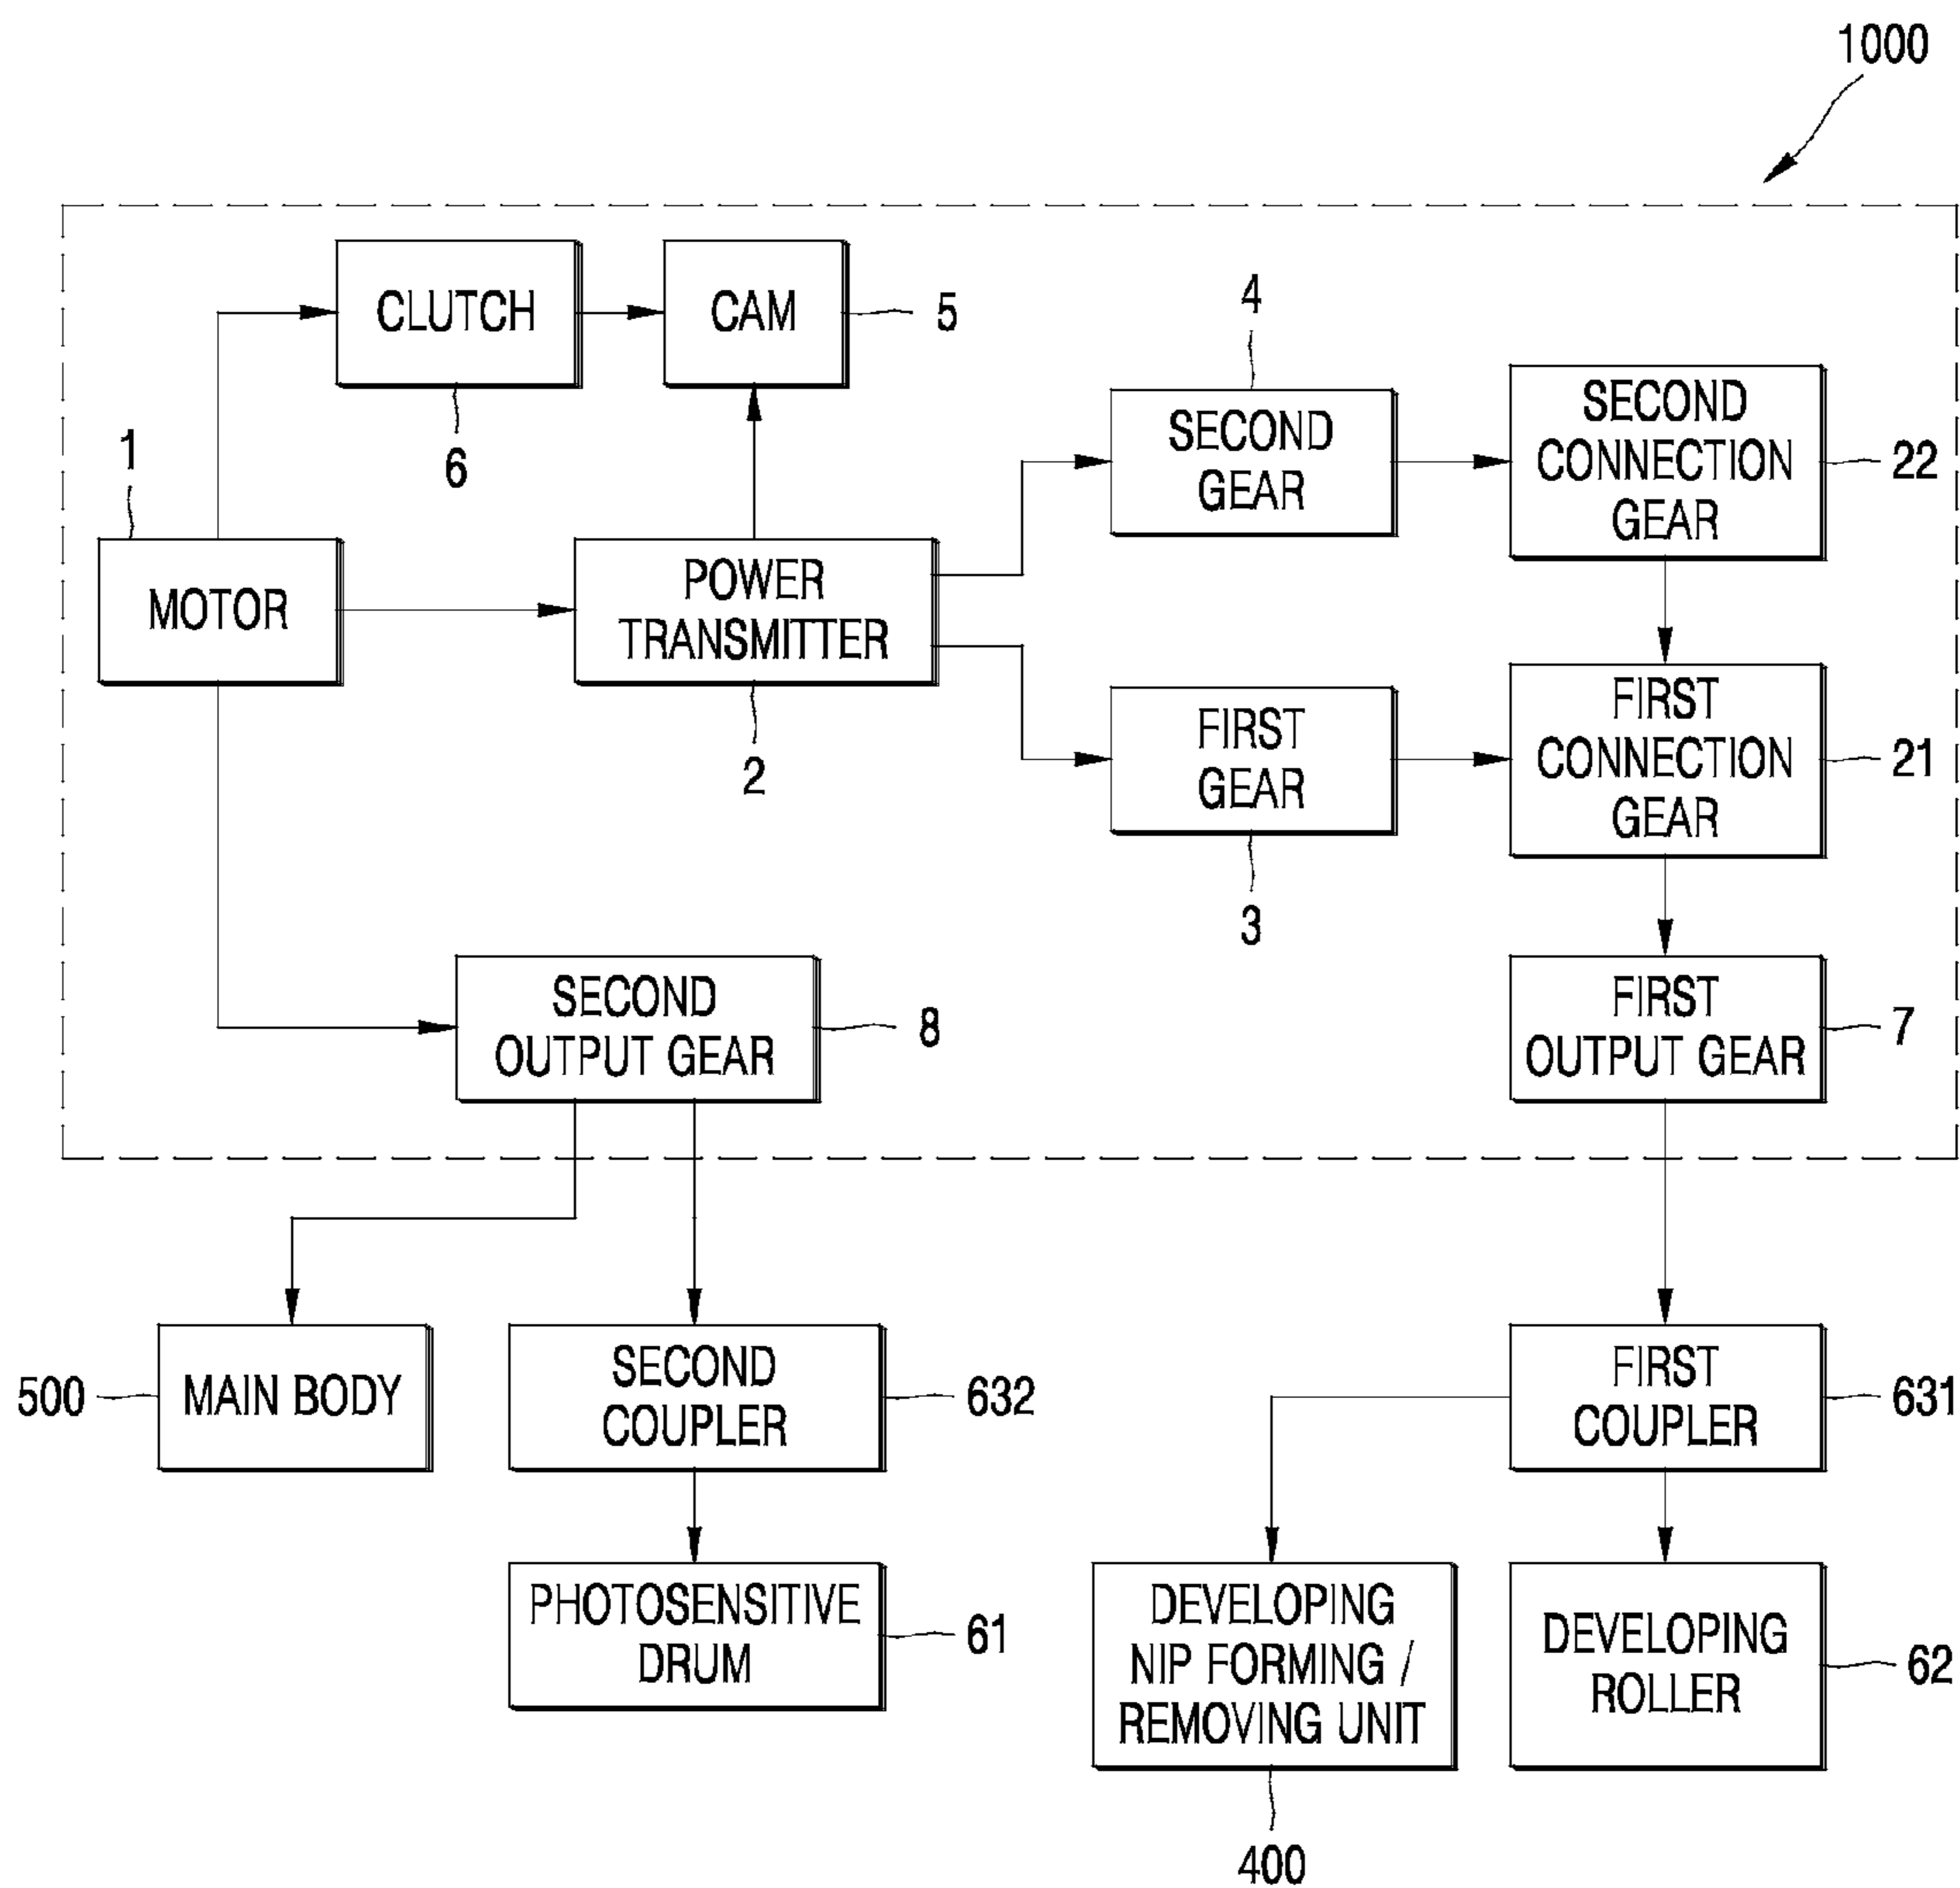 1000
CLUTCH
6
CAM
5
4
SECOND
GEAR
SECOND
CONNECTION
GEAR
22
1
MOTOR
POWER
TRANSMITTER
2
FIRST
GEAR
3
FIRST
CONNECTION
GEAR
21
SECOND
OUTPUT GEAR
8
FIRST
OUTPUT GEAR
7
500
MAIN BODY
SECOND
COUPLER
632
FIRST
COUPLER
631
PHOTOSENSITIVE
DRUM
61
DEVELOPING
NIP FORMING /
REMOVING UNIT
400
DEVELOPING
ROLLER
62